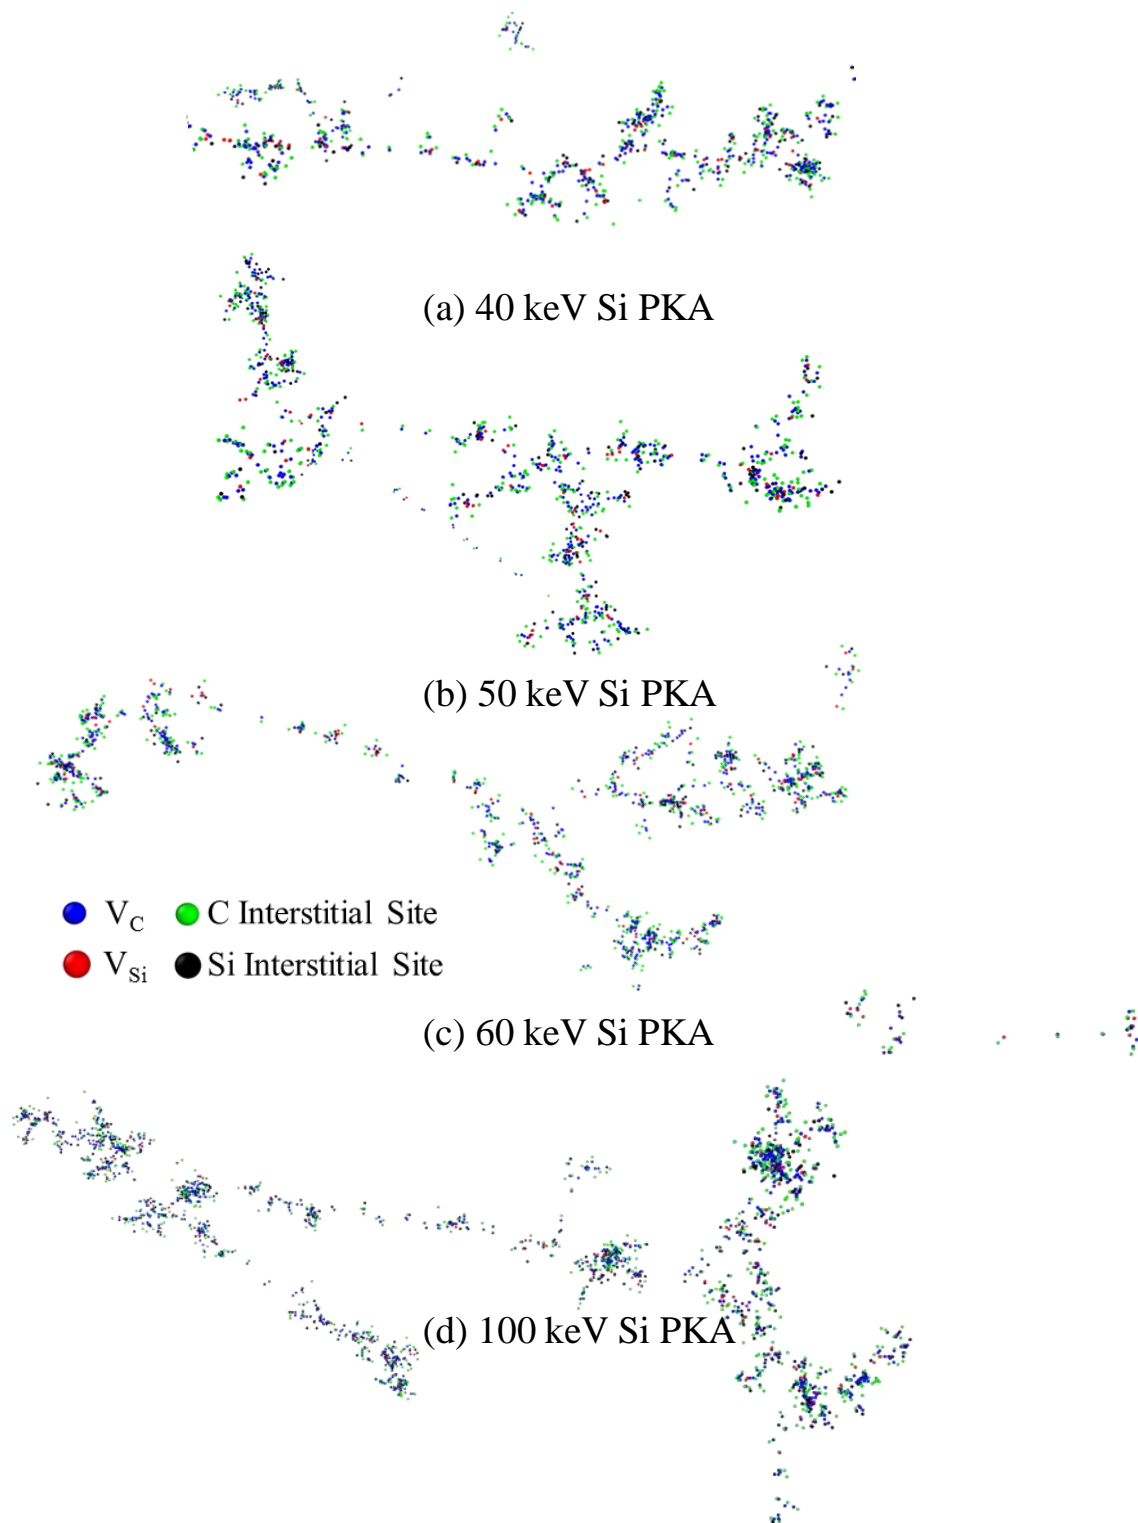 (a) 40 keV Si PKA
(b) 50 keV Si PKA
V_C C Interstitial Site
V_Si Si Interstitial Site
(c) 60 keV Si PKA
(d) 100 keV Si PKA